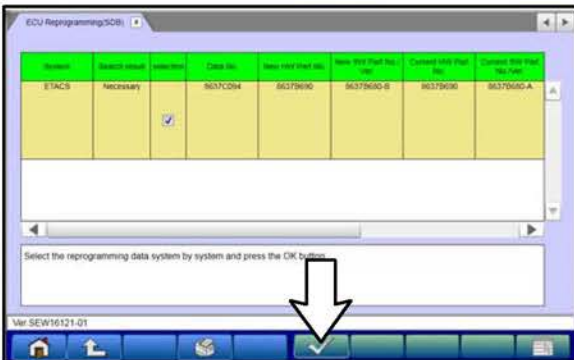 ECU Reprogramming(SDB)
System Search result Selection Data No. New HW Part No. New SW Part No./Ver. Current HW Part No. Current SW Part No./Ver.
ETACS Necessary 8637C094 8637B690 8637B680-B 8637B690 8637B680-A
Select the reprogramming data system by system and press the OK button.
Ver.SEW16121-01